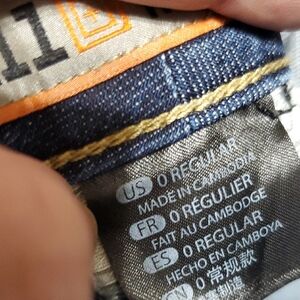 11
US 0 REGULAR
MADE IN CAMBODIA
FR 0 RÉGULIER
FAIT AU CAMBODGE
ES 0 REGULAR
HECHO EN CAMBOYA
0 常规款